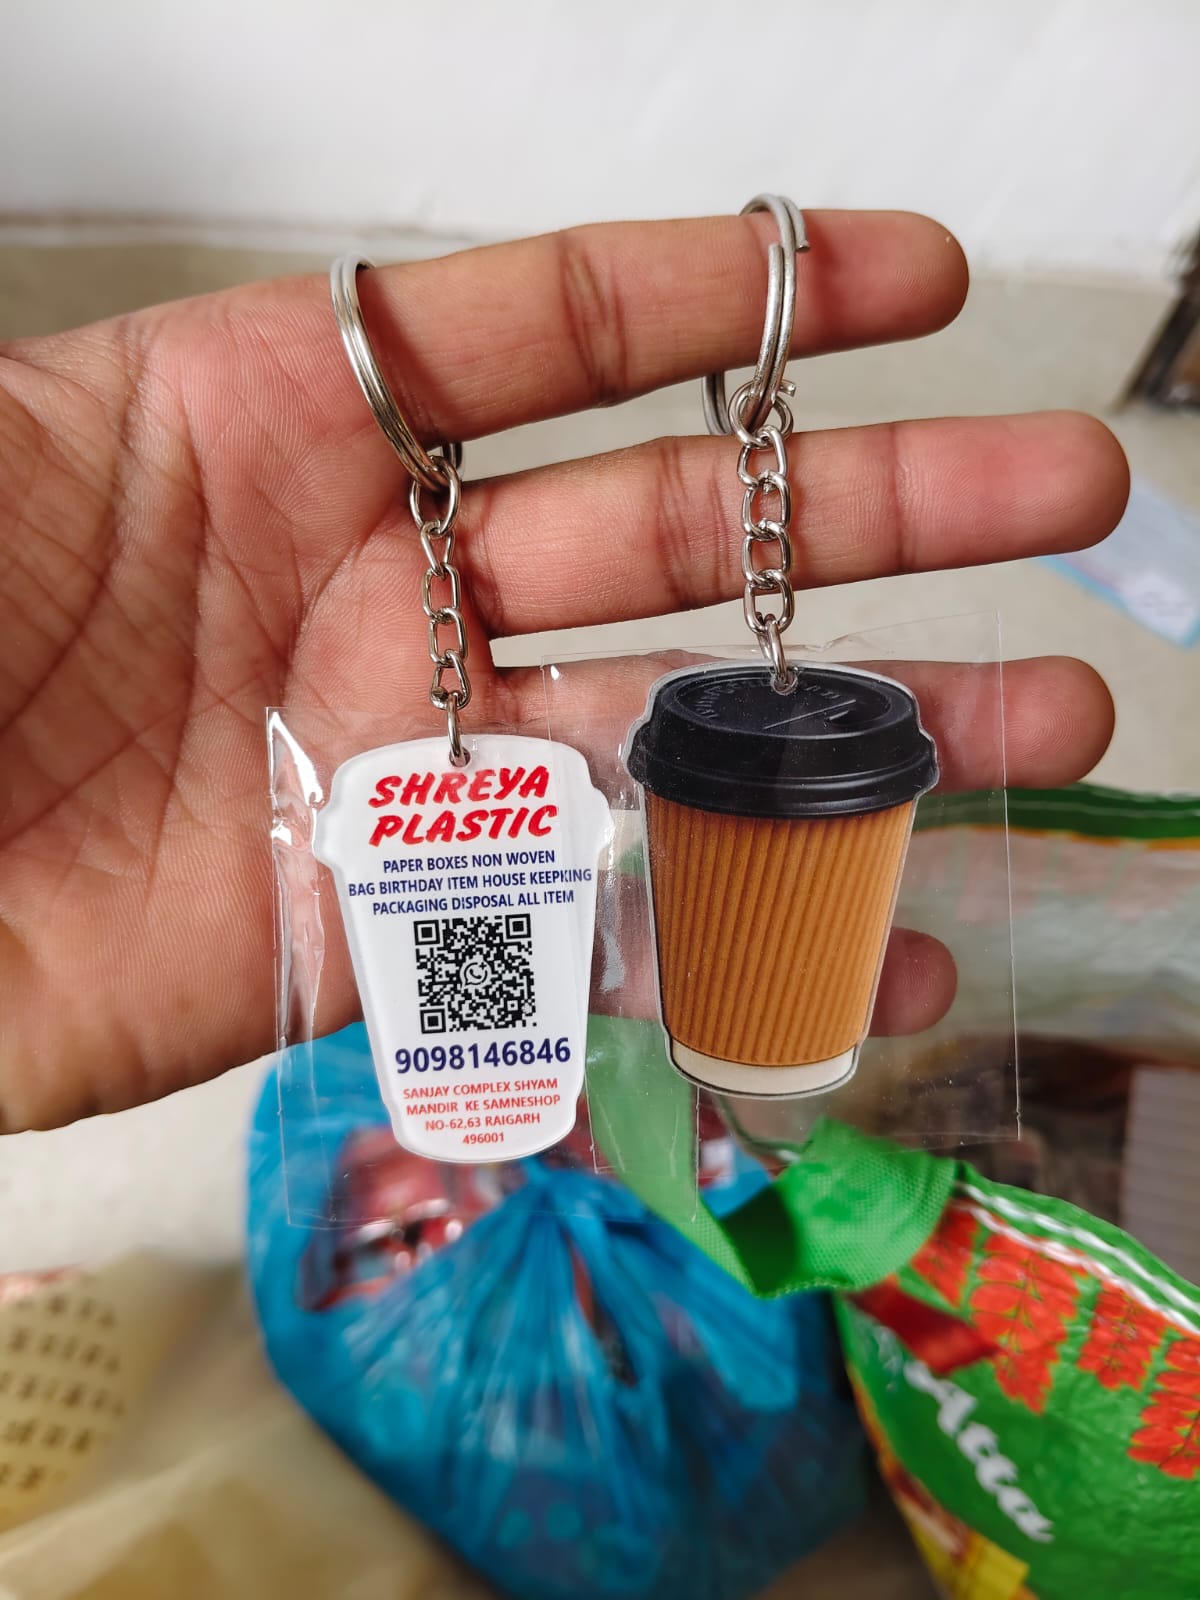 SHREYA
PLASTIC
PAPER BOXES NON WOVEN
BAG BIRTHDAY ITEM HOUSE KEEPKING
PACKAGING DISPOSAL ALL ITEM
9098146846
SANJAY COMPLEX SHYAM
MANDIR KE SAMNESHOP
NO-62,63 RAIGARH
496001
Atta